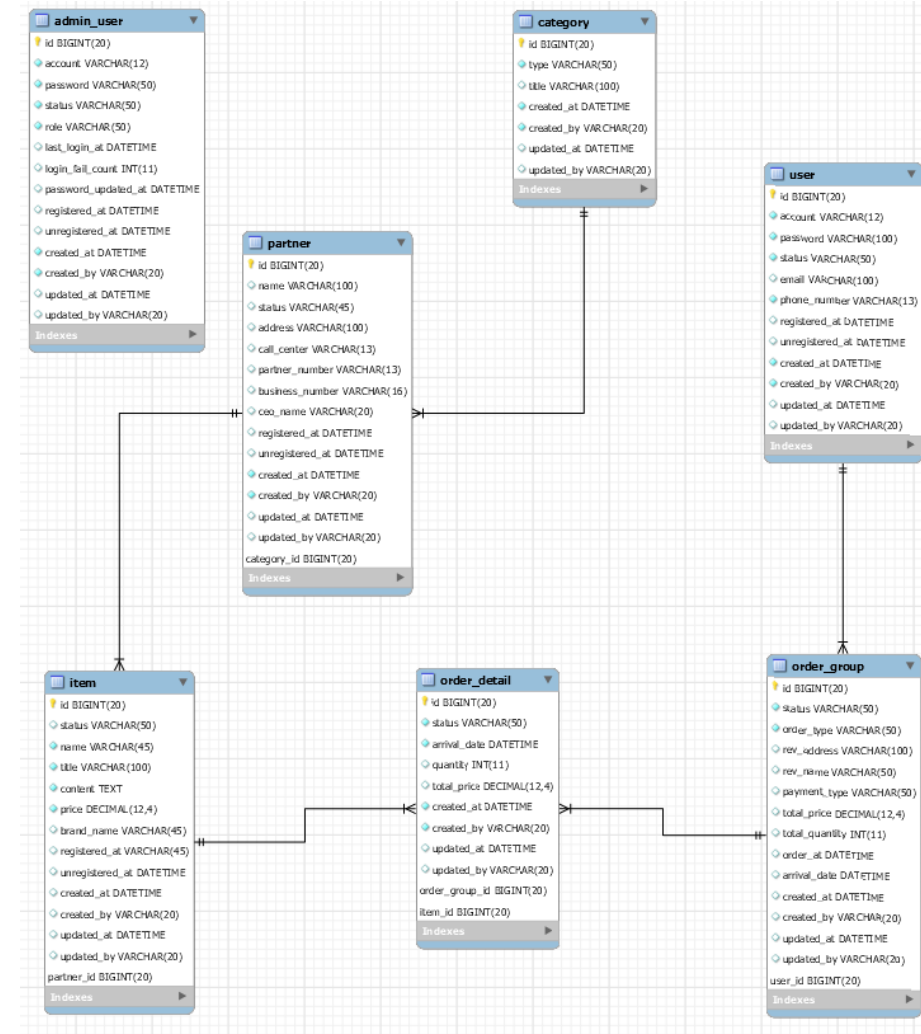 admin_user
id BIGINT(20)
account VARCHAR(12)
password VARCHAR(50)
status VARCHAR(50)
role VARCHAR(50)
last_login_at DATETIME
login_fail_count INT(11)
password_updated_at DATETIME
registered_at DATETIME
unregistered_at DATETIME
created_at DATETIME
created_by VARCHAR(20)
updated_at DATETIME
updated_by VARCHAR(20)
Indexes
category
id BIGINT(20)
type VARCHAR(50)
title VARCHAR(100)
created_at DATETIME
created_by VARCHAR(20)
updated_at DATETIME
updated_by VARCHAR(20)
Indexes
partner
id BIGINT(20)
name VARCHAR(100)
status VARCHAR(45)
address VARCHAR(100)
call_center VARCHAR(13)
partner_number VARCHAR(13)
business_number VARCHAR(16)
ceo_name VARCHAR(20)
registered_at DATETIME
unregistered_at DATETIME
created_at DATETIME
created_by VARCHAR(20)
updated_at DATETIME
updated_by VARCHAR(20)
category_id BIGINT(20)
Indexes
user
id BIGINT(20)
account VARCHAR(12)
password VARCHAR(100)
status VARCHAR(50)
email VARCHAR(100)
phone_number VARCHAR(13)
registered_at DATETIME
unregistered_at DATETIME
created_at DATETIME
created_by VARCHAR(20)
updated_at DATETIME
updated_by VARCHAR(20)
Indexes
item
id BIGINT(20)
status VARCHAR(50)
name VARCHAR(45)
title VARCHAR(100)
content TEXT
price DECIMAL(12,4)
brand_name VARCHAR(45)
registered_at VARCHAR(45)
unregistered_at DATETIME
created_at DATETIME
created_by VARCHAR(20)
updated_at DATETIME
updated_by VARCHAR(20)
partner_id BIGINT(20)
Indexes
order_detail
id BIGINT(20)
status VARCHAR(50)
arrival_date DATETIME
quantity INT(11)
total_price DECIMAL(12,4)
created_at DATETIME
created_by VARCHAR(20)
updated_at DATETIME
updated_by VARCHAR(20)
order_group_id BIGINT(20)
item_id BIGINT(20)
Indexes
order_group
id BIGINT(20)
status VARCHAR(50)
order_type VARCHAR(50)
rev_address VARCHAR(100)
rev_name VARCHAR(50)
payment_type VARCHAR(50)
total_price DECIMAL(12,4)
total_quantity INT(11)
order_at DATETIME
arrival_date DATETIME
created_at DATETIME
created_by VARCHAR(20)
updated_at DATETIME
updated_by VARCHAR(20)
user_id BIGINT(20)
Indexes